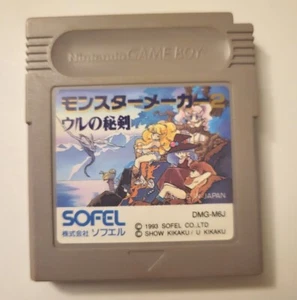 Nintendo GAME BOY
モンスターメーカー2
ウルの秘剣
JAPAN
SOFEL
株式会社 ソフエル
DMG-M6J
© 1993 SOFEL CO.,LTD
© SHOW KIKAKU/ U. KIKAKU